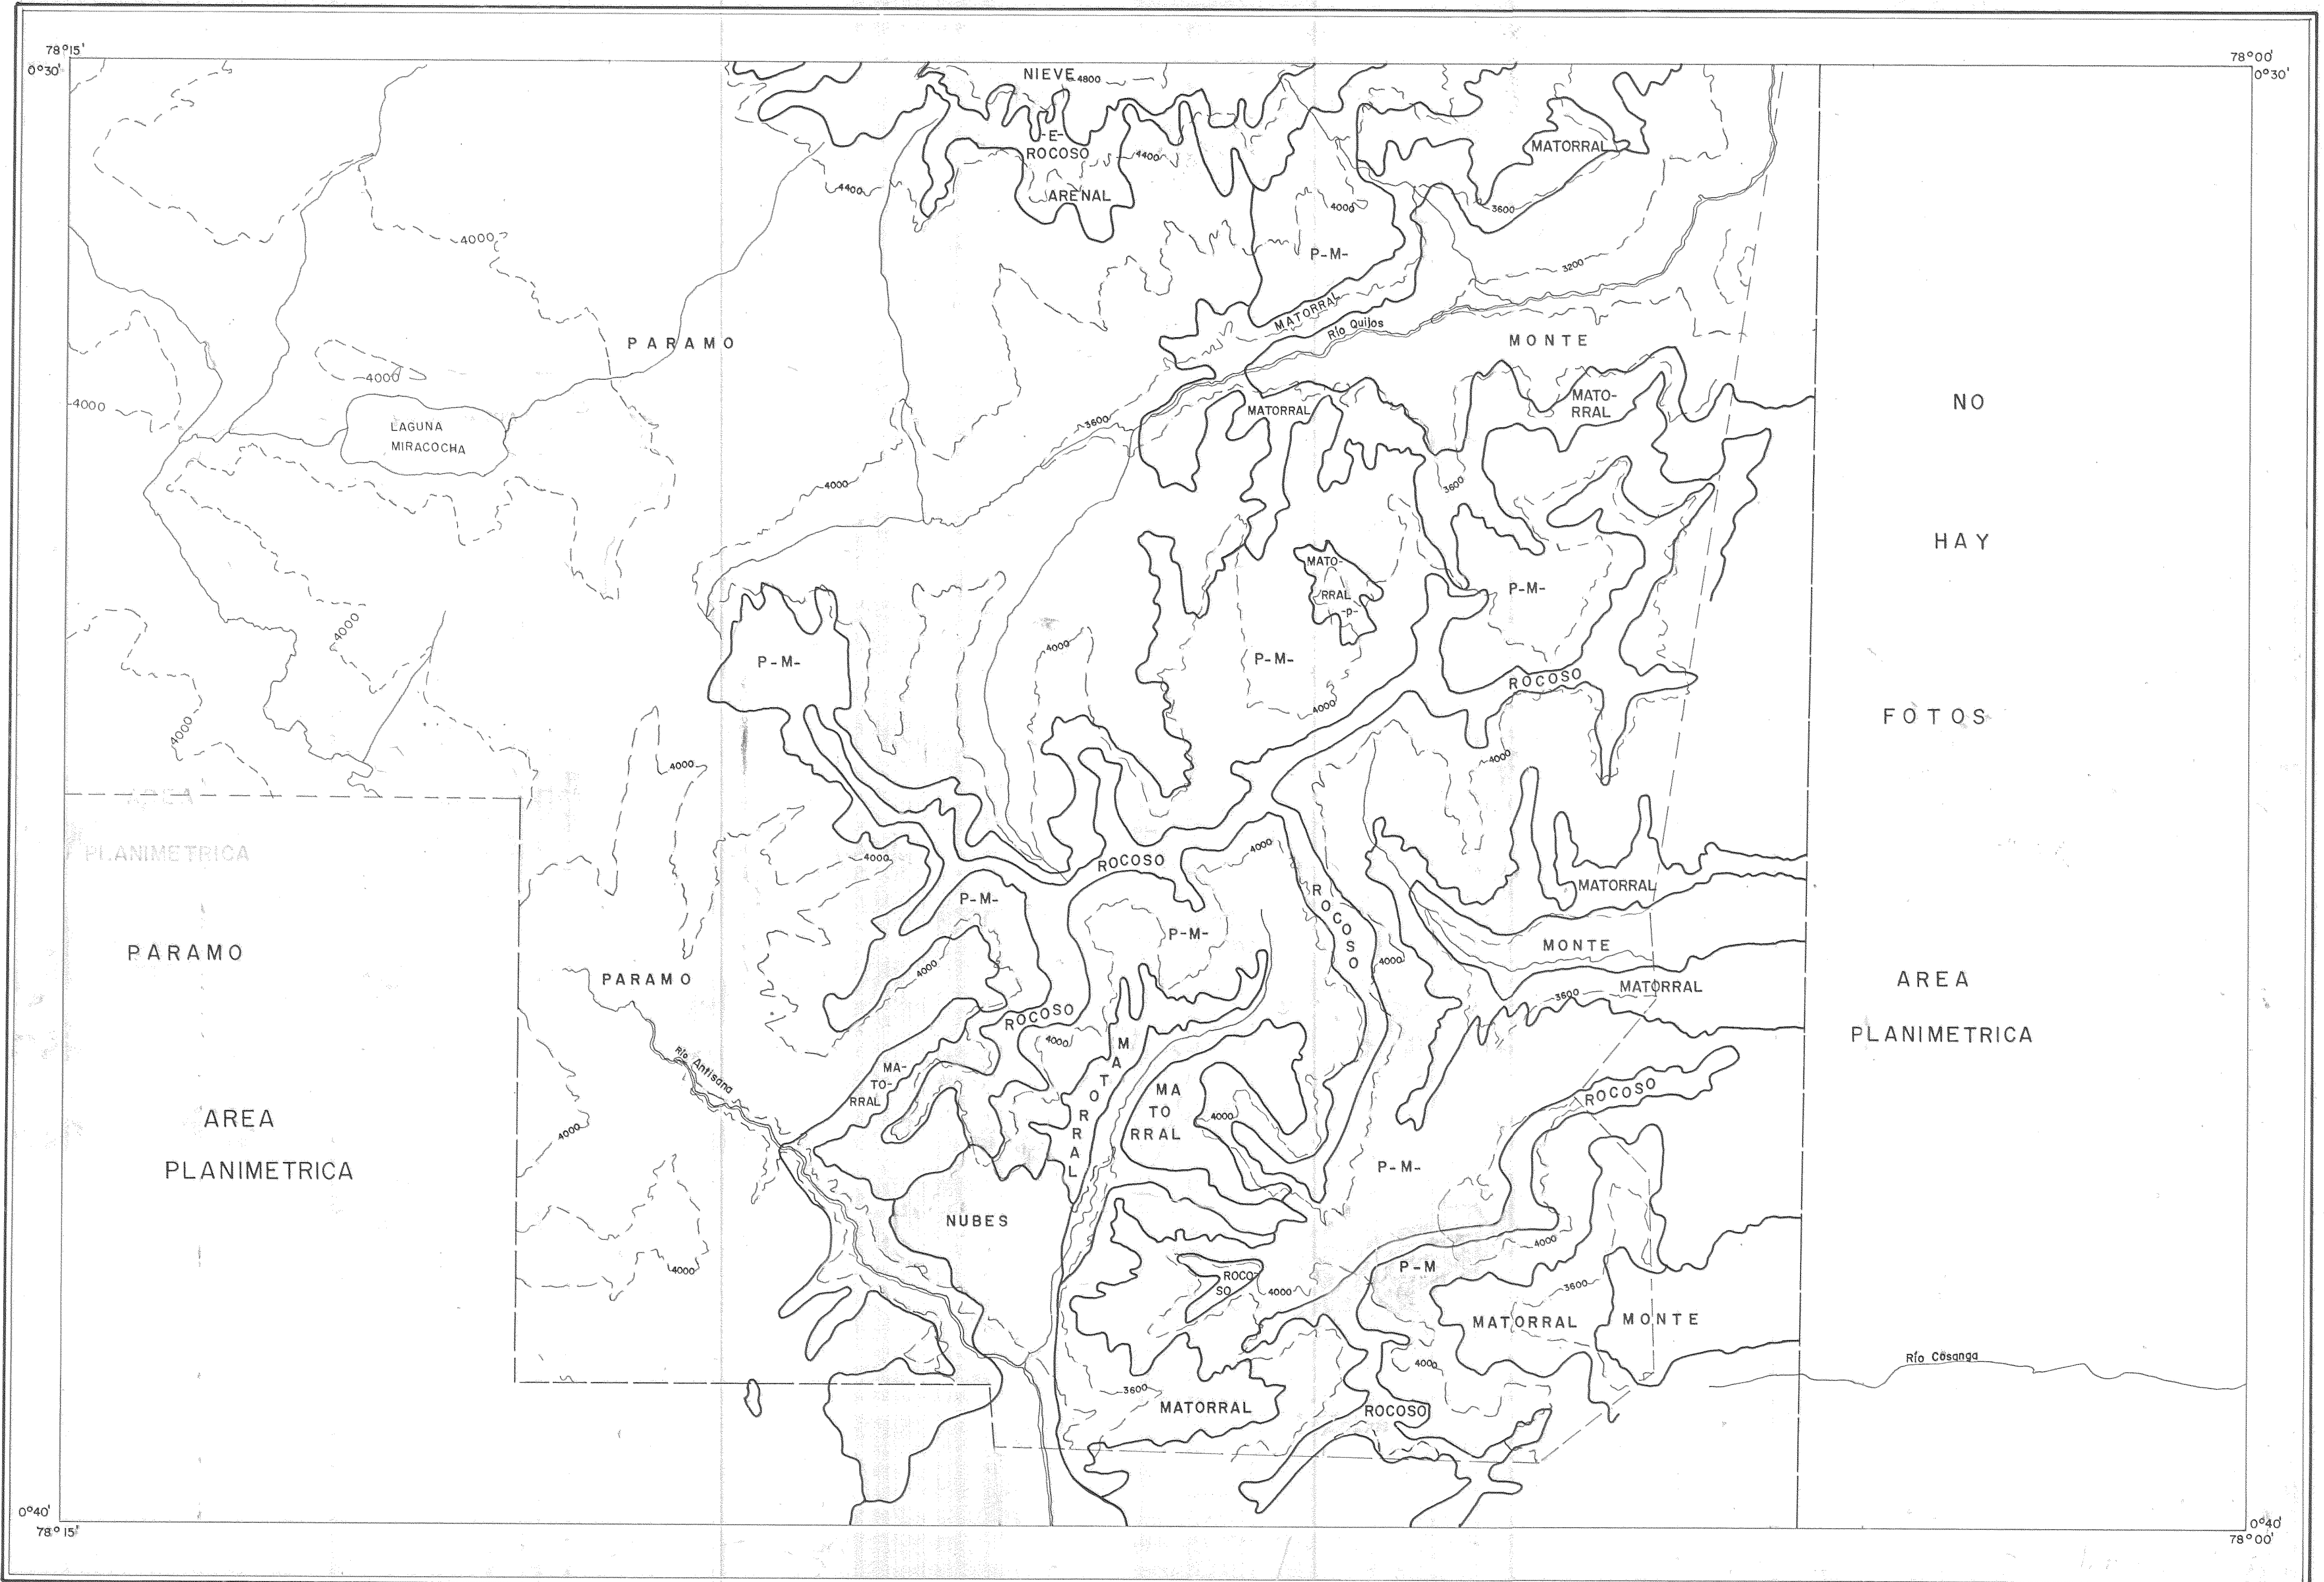 78°15'
0°30'
78°00'
0°30'
NIEVE
4800
-E-
ROCOSO
4400
ARENAL
4400
MATORRAL
4000
3600
4000
P-M-
3200
MATORRAL
Río Quijos
PARAMO
MONTE
4000
4000
MATORRAL
MATO-
RRAL
NO
LAGUNA
MIRACOCHA
3600
4000
3600
HAY
MATO-
RRAL
-P-
P-M-
4000
4000
P-M-
P-M-
ROCOSO
4000
4000
FOTOS
4000
4000
AREA
PLANIMETRICA
4000
4000
ROCOSO
ROCOSO
MATORRAL
P-M-
P-M-
MONTE
PARAMO
4000
4000
PARAMO
MATORRAL
3600
AREA
PLANIMETRICA
ROCOSO
4000
MATORRAL
Río Antisana
MA-
TO-
RRAL
MA
TO
RRAL
ROCOSO
4000
4000
AREA
PLANIMETRICA
P-M-
NUBES
4000
4000
P-M
ROCO-
SO
4000
3600
MATORRAL
MONTE
Río Cosanga
4000
3600
MATORRAL
ROCOSO
0°40'
78°15'
0°40'
78°00'